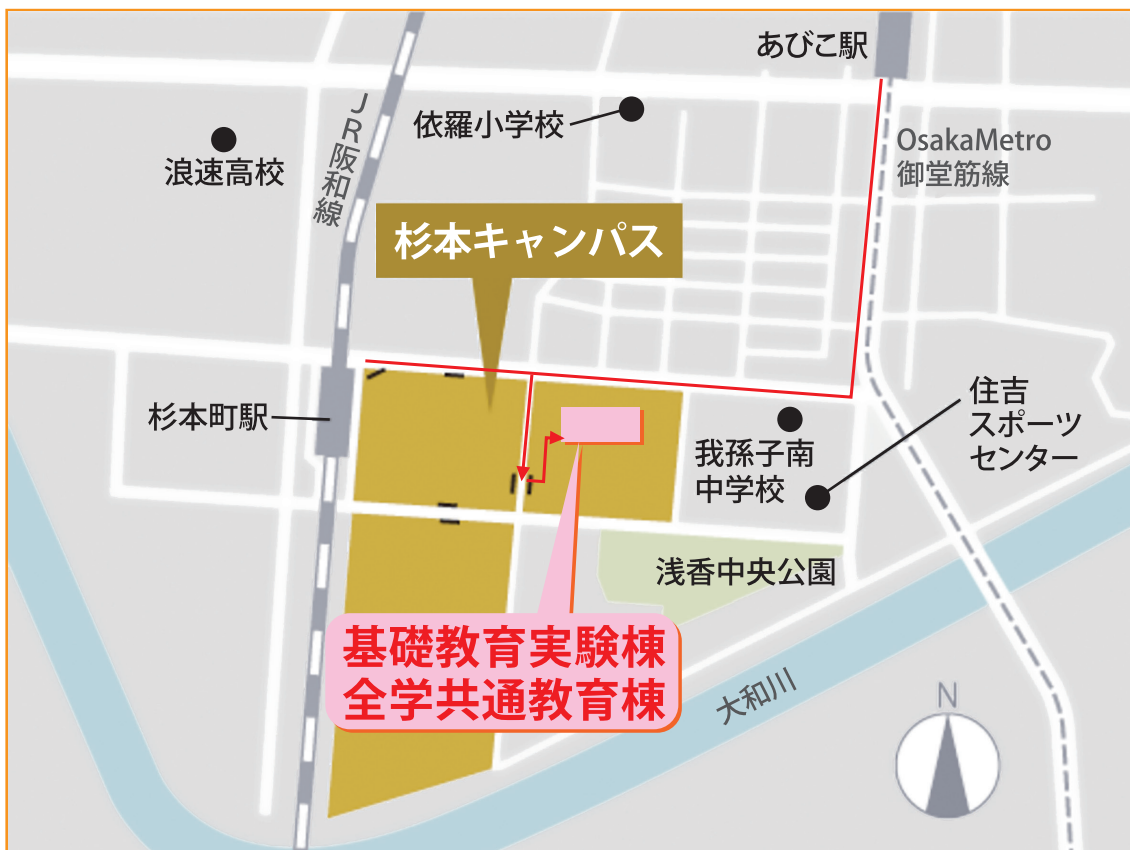 あびこ駅
依羅小学校
浪速高校
JR阪和線
OsakaMetro
御堂筋線
杉本キャンパス
杉本町駅
住吉
スポーツ
センター
我孫子南
中学校
浅香中央公園
基礎教育実験棟
全学共通教育棟
大和川
N